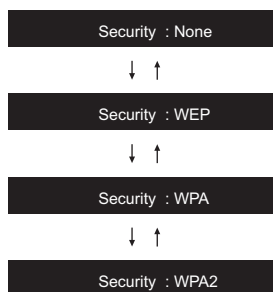 Security : None
↓ ↑
Security : WEP
↓ ↑
Security : WPA
↓ ↑
Security : WPA2